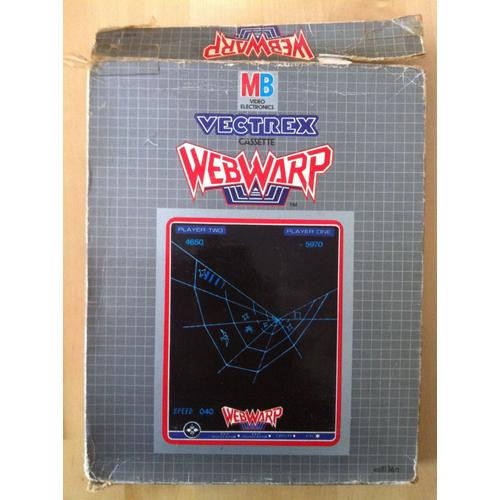 WEBWARP
MB
VIDEO
ELECTRONICS
VECTREX
CASSETTE
WEBWARP
TM
PLAYER TWO PLAYER ONE
4650 5970
SPEED 040
WEBWARP